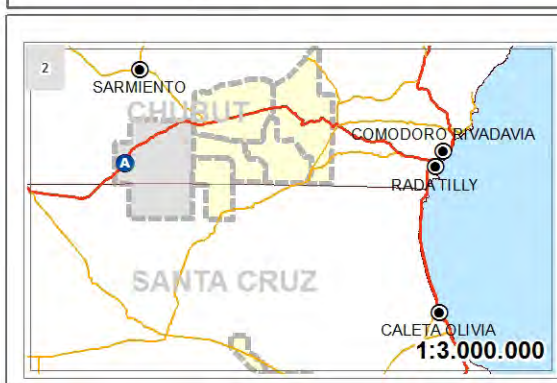 2
SARMIENTO
CHUBUT
COMODORO RIVADAVIA
A
RADA TILLY
SANTA CRUZ
CALETA OLIVIA
1:3.000.000